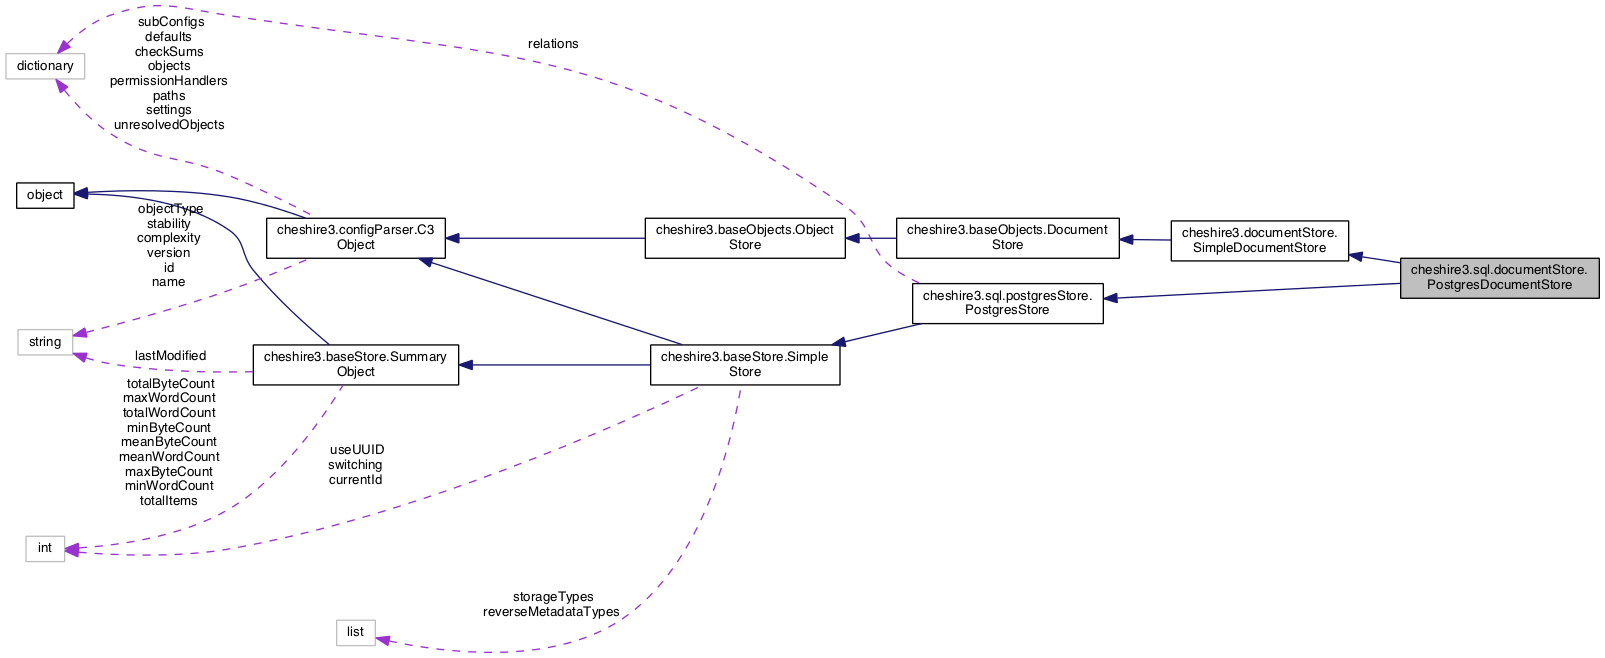 subConfigs
defaults
checkSums
objects
permissionHandlers
paths
settings
unresolvedObjects
relations
dictionary
object
objectType
stability
complexity
version
id
name
cheshire3.configParser.C3
Object
cheshire3.baseObjects.Object
Store
cheshire3.baseObjects.Document
Store
cheshire3.documentStore.
SimpleDocumentStore
cheshire3.sql.documentStore.
PostgresDocumentStore
cheshire3.sql.postgresStore.
PostgresStore
string
lastModified
cheshire3.baseStore.Summary
Object
cheshire3.baseStore.Simple
Store
totalByteCount
maxWordCount
totalWordCount
minByteCount
meanByteCount
meanWordCount
maxByteCount
minWordCount
totalItems
useUUID
switching
currentId
int
storageTypes
reverseMetadataTypes
list